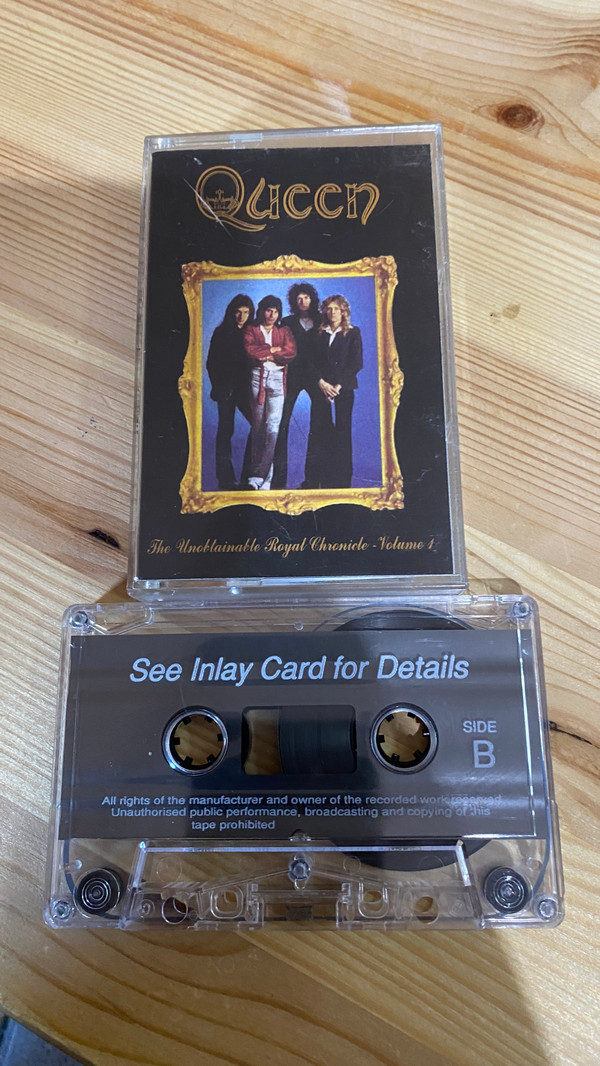 Queen
The Unobtainable Royal Chronicle - Volume 1
See Inlay Card for Details
SIDE
B
All rights of the manufacturer and owner of the recorded work reserved
Unauthorised public performance, broadcasting and copying of this
tape prohibited